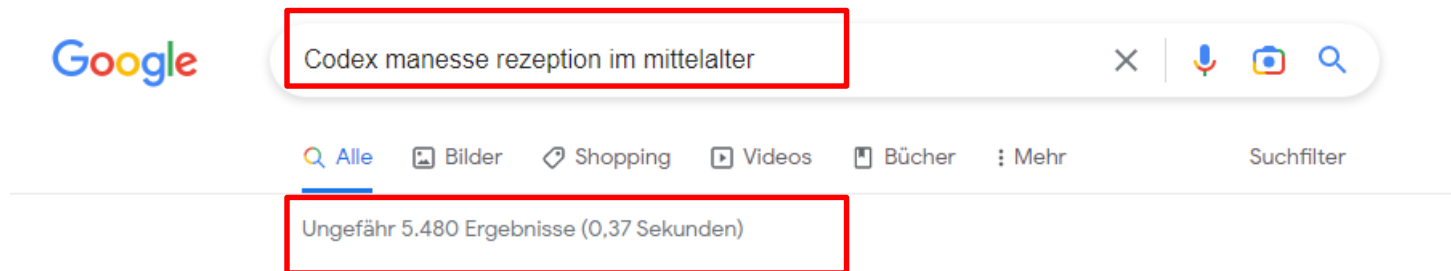 Google Codex manesse rezeption im mittelalter
Alle Bilder Shopping Videos Bücher Mehr Suchfilter
Ungefähr 5.480 Ergebnisse (0,37 Sekunden)